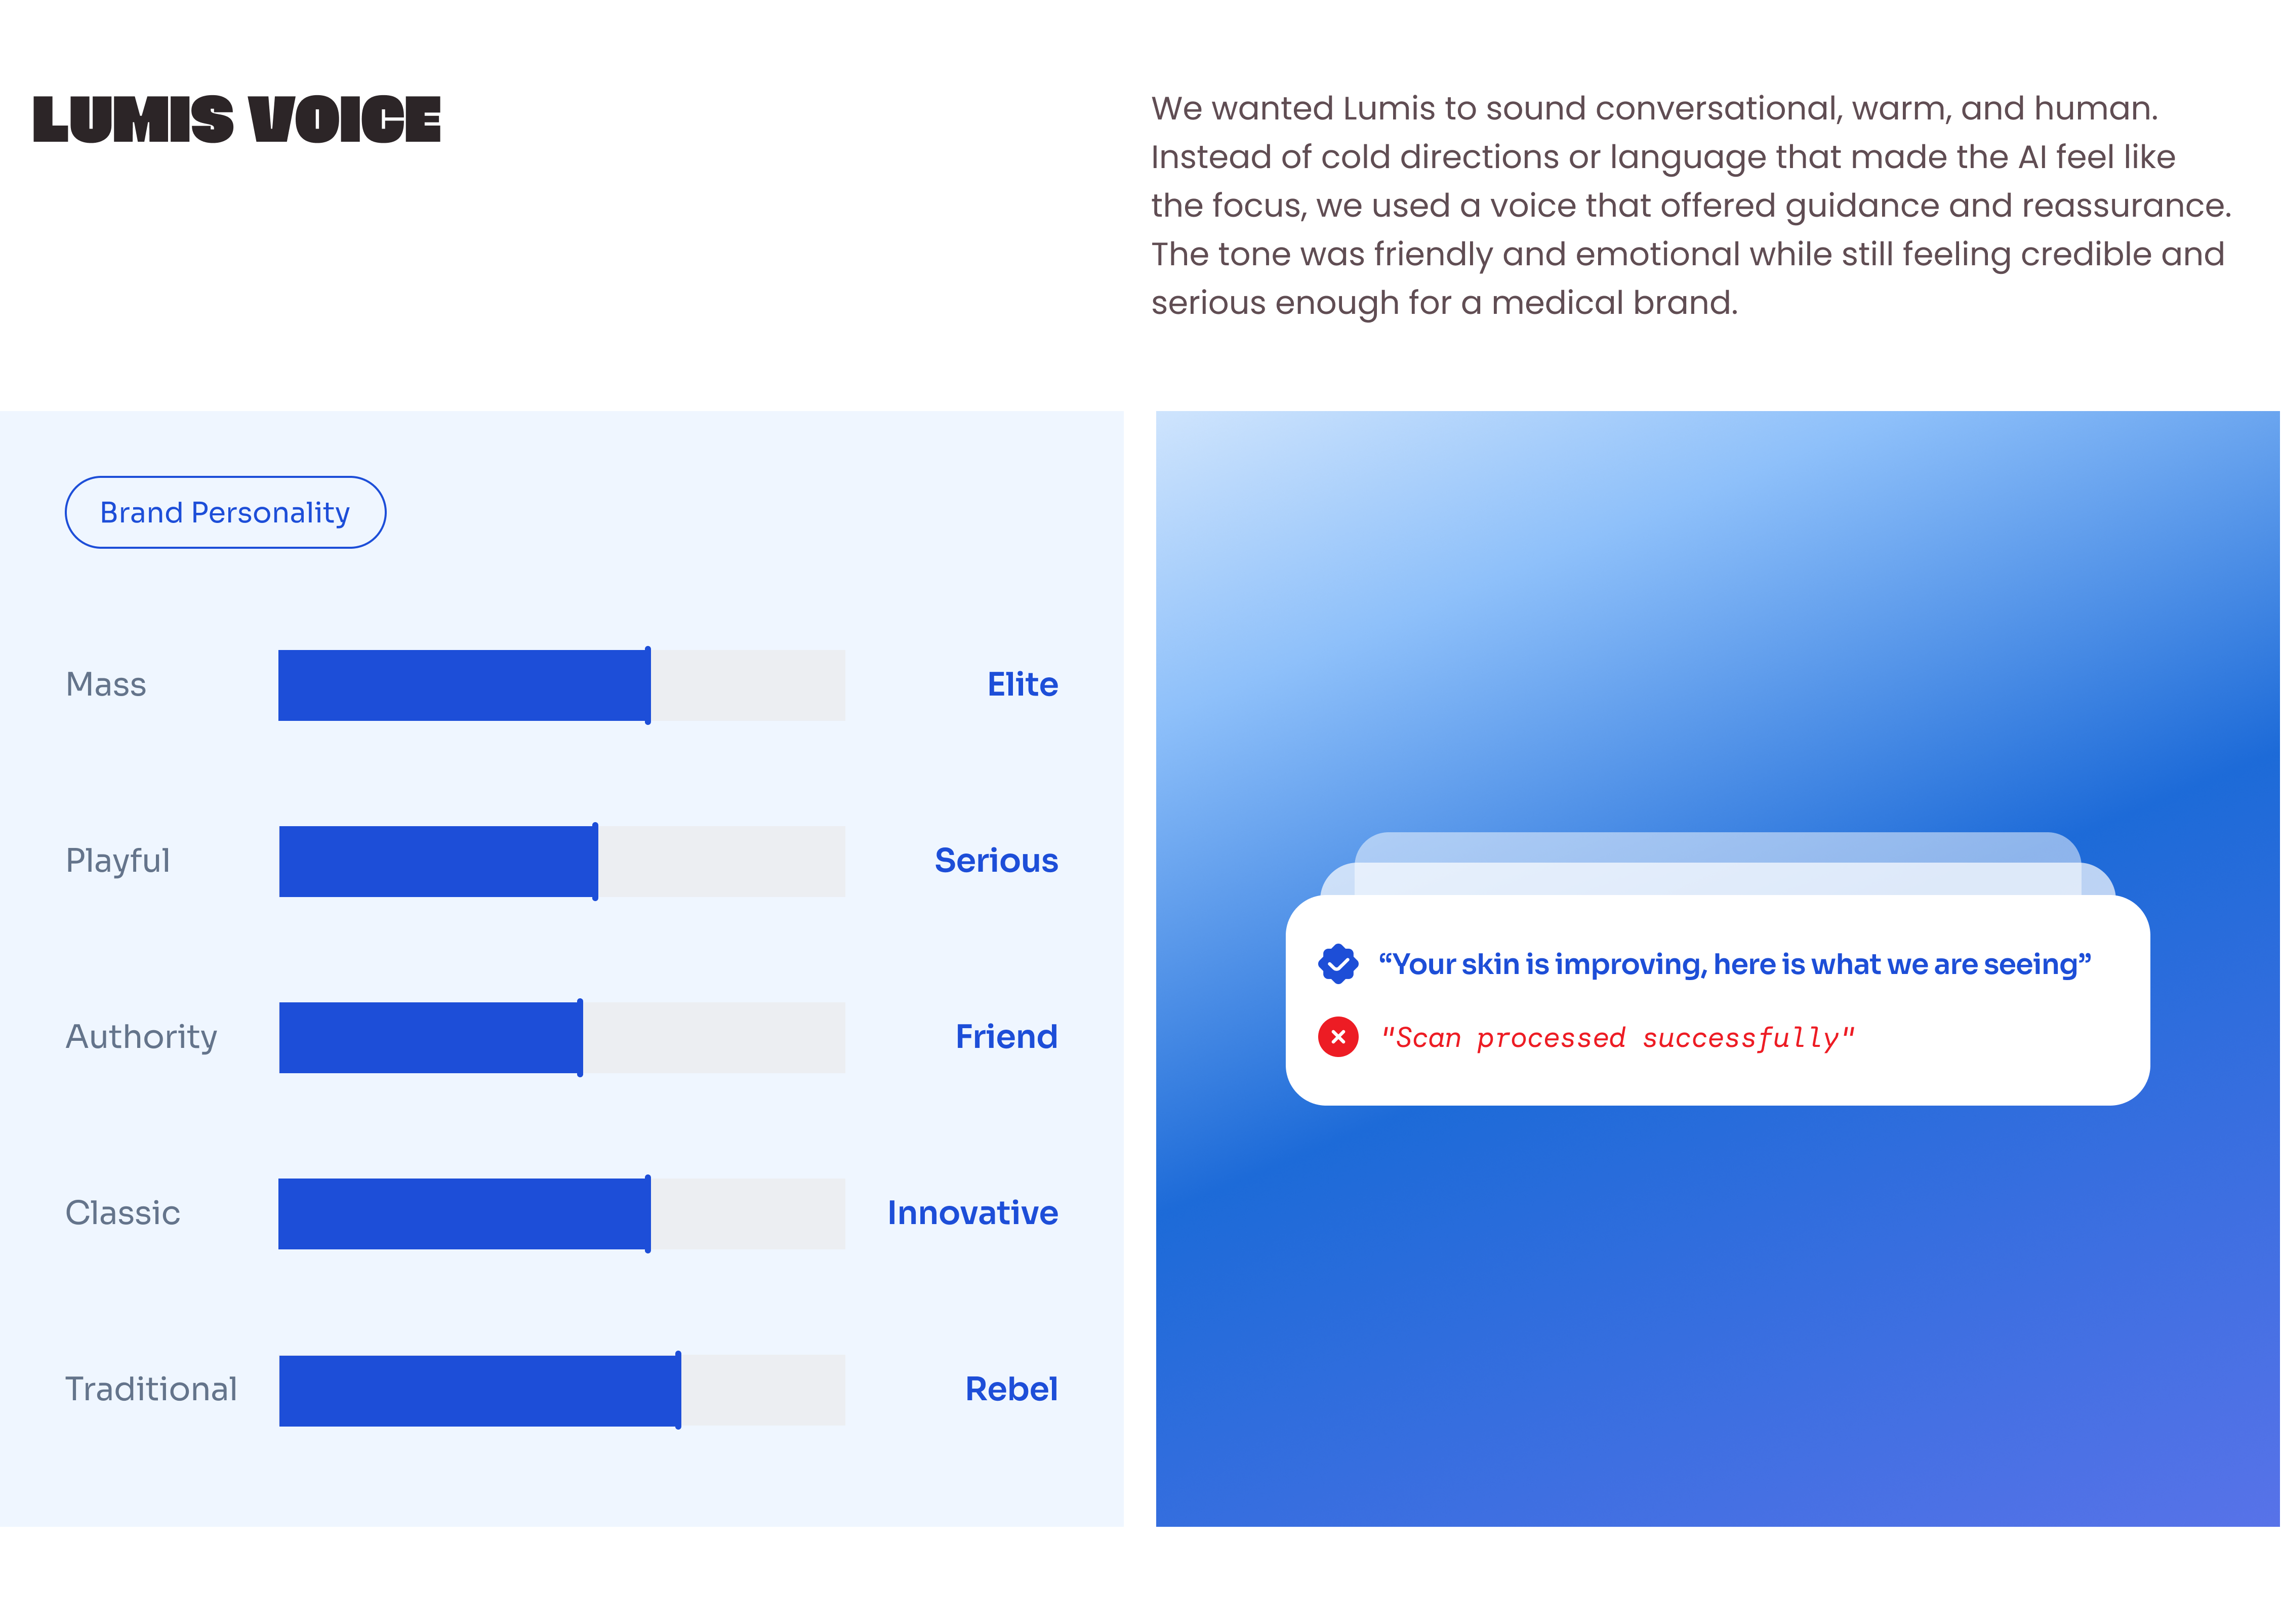 LUMIS VOICE
We wanted Lumis to sound conversational, warm, and human.
Instead of cold directions or language that made the AI feel like
the focus, we used a voice that offered guidance and reassurance.
The tone was friendly and emotional while still feeling credible and
serious enough for a medical brand.
Brand Personality
Mass Elite
Playful Serious
Authority Friend
Classic Innovative
Traditional Rebel
“Your skin is improving, here is what we are seeing”
"Scan processed successfully"